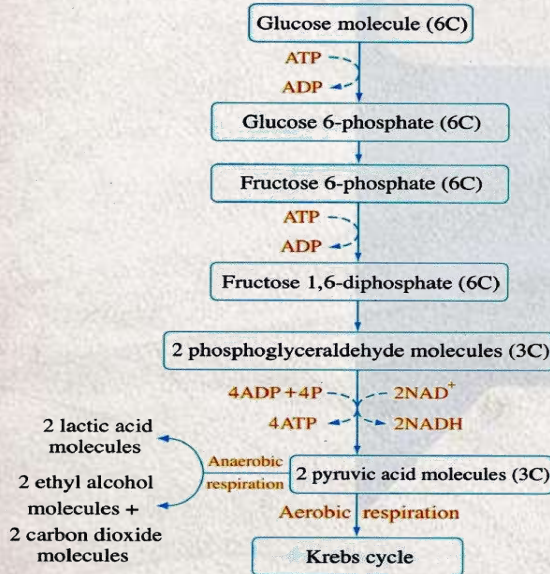 Glucose molecule (6C)
ATP
ADP
Glucose 6-phosphate (6C)
Fructose 6-phosphate (6C)
ATP
ADP
Fructose 1,6-diphosphate (6C)
2 phosphoglyceraldehyde molecules (3C)
4ADP+4P
2NAD⁺
4ATP
2NADH
2 lactic acid
molecules
Anaerobic
respiration
2 pyruvic acid molecules (3C)
2 ethyl alcohol
molecules +
2 carbon dioxide
molecules
Aerobic respiration
Krebs cycle